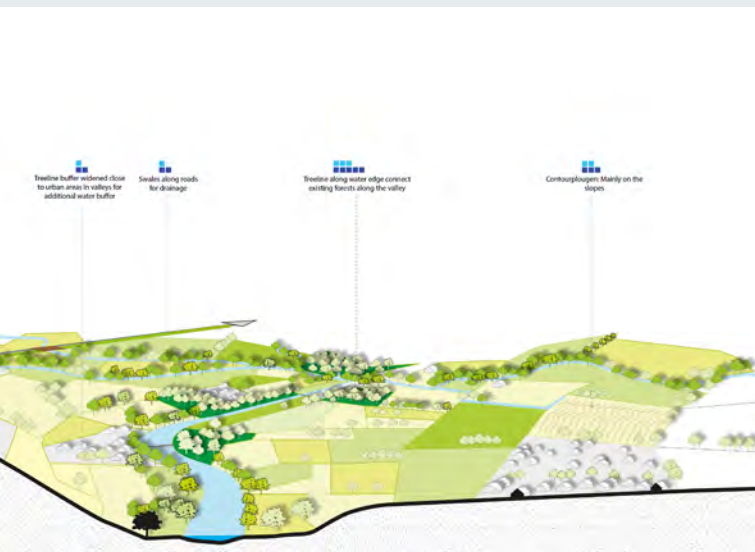 Treeline buffer widened close
to urban areas in valleys for
additional water buffer
Swales along roads
for drainage
Treeline along water edge connect
existing forests along the valley
Contourplougen: Mainly on the
slopes